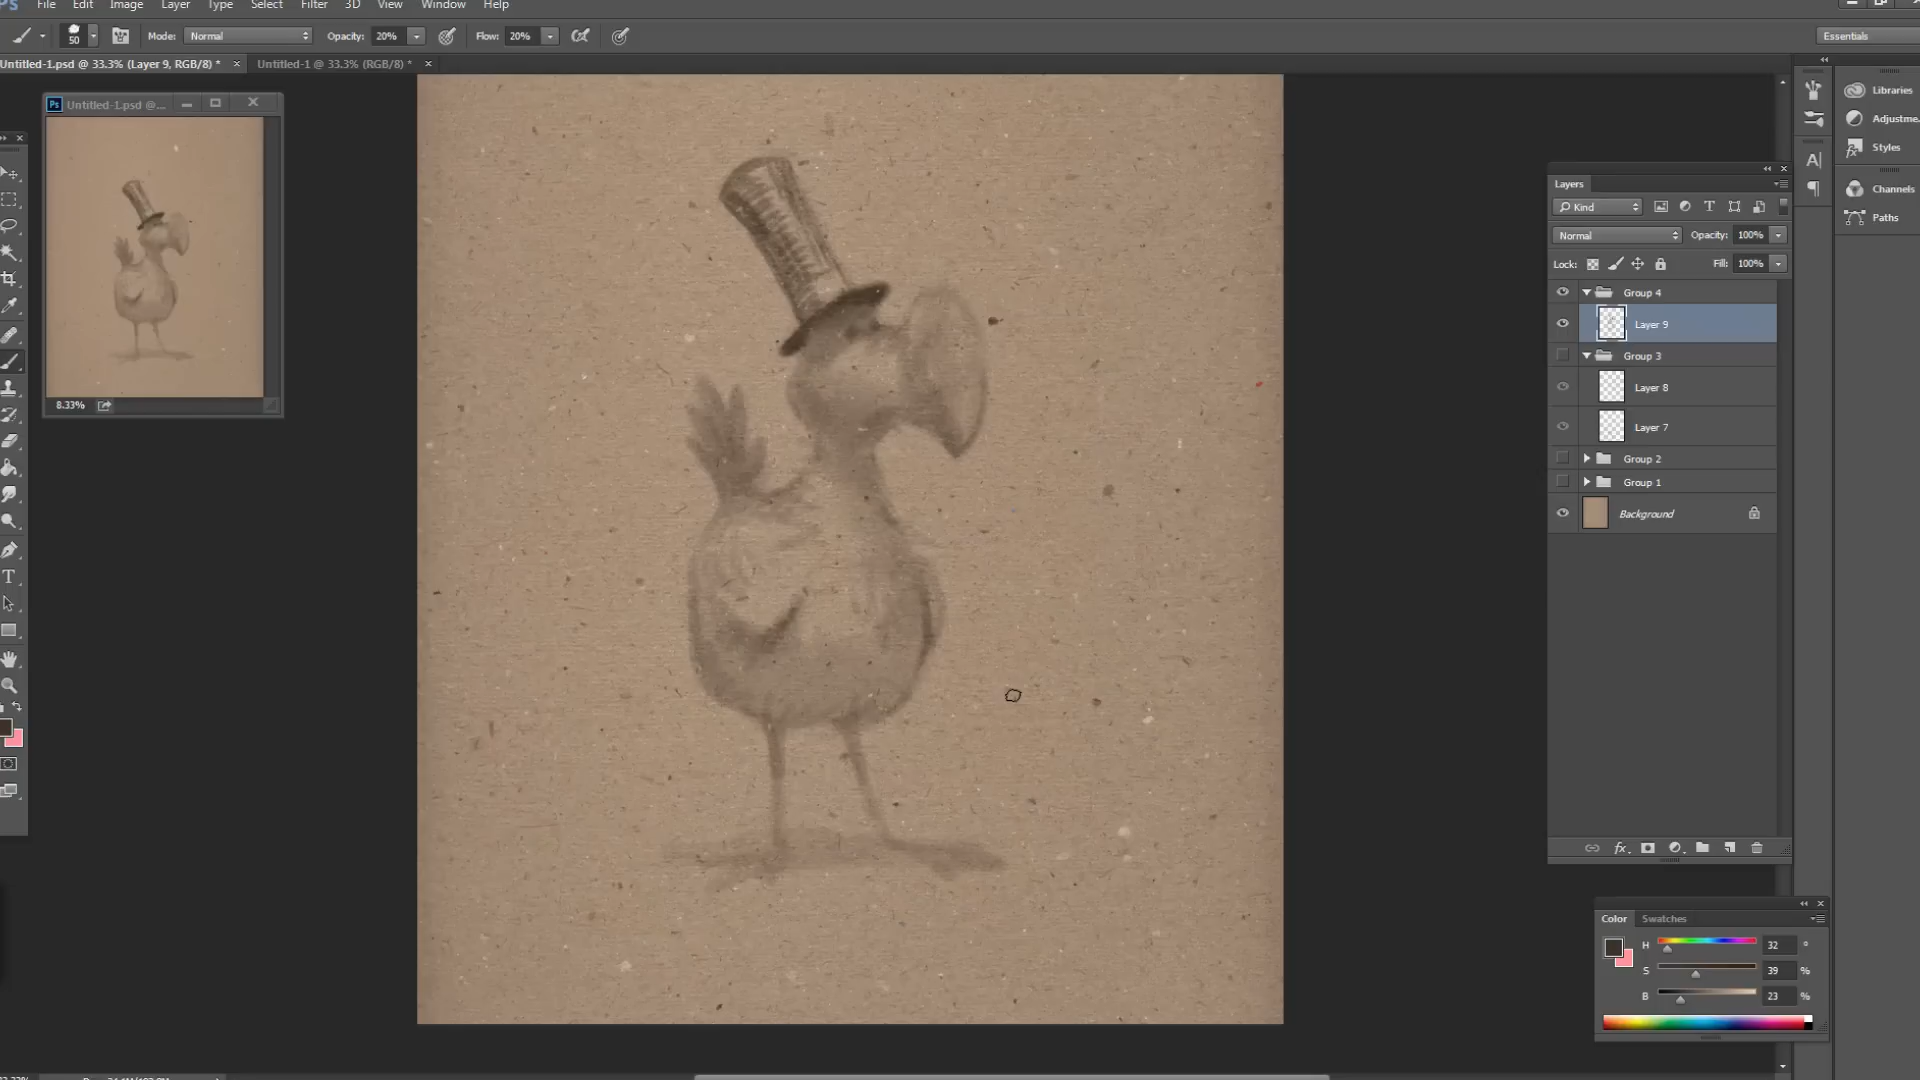 Ps File Edit Image Layer Type Select Filter 3D View Window Help
50 Mode: Normal Opacity: 20% Flow: 20% Essentials
Untitled-1.psd @ 33.3% (Layer 9, RGB/8) * × Untitled-1 @ 33.3% (RGB/8) * ×
Ps Untitled-1.psd @...
8.33%
Libraries
Adjustme
Styles
Channels
Paths
Layers
Kind
Normal Opacity: 100%
Lock: Fill: 100%
Group 4
Layer 9
Group 3
Layer 8
Layer 7
Group 2
Group 1
Background
Color Swatches
H 32 °
S 39 %
B 23 %